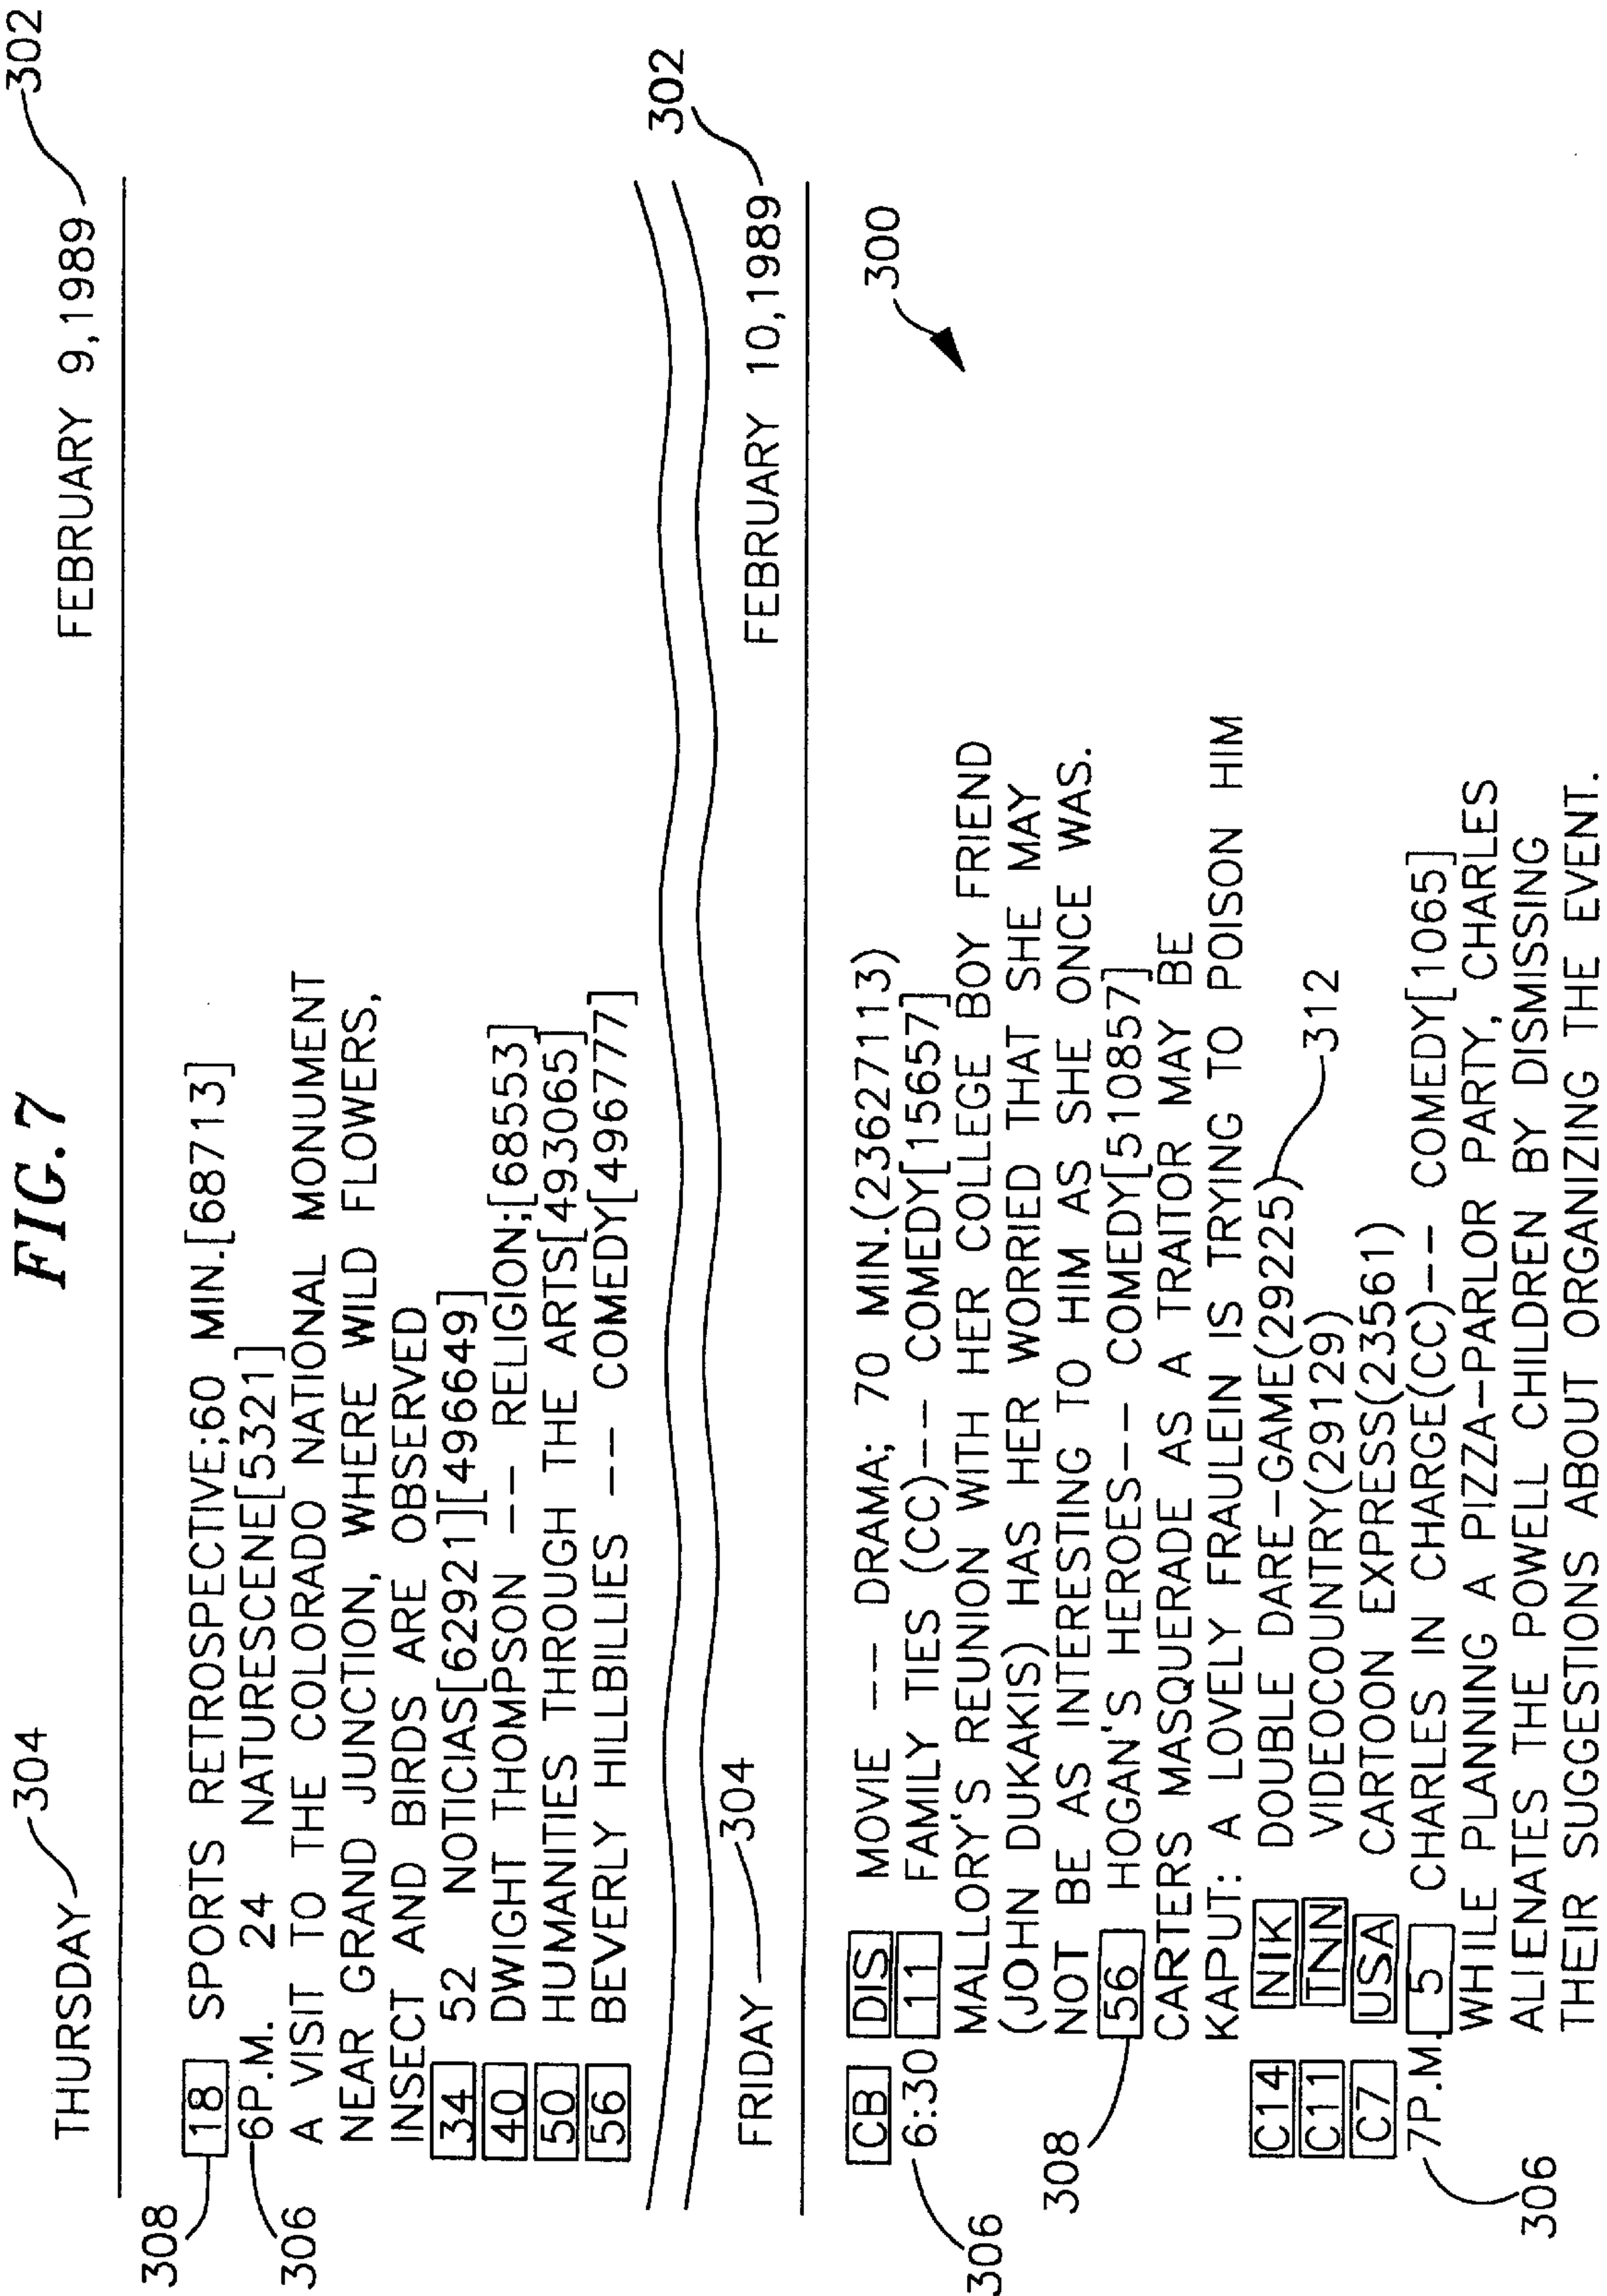 FIG.7
THURSDAY 304 FEBRUARY 9,1989 302
308 18 SPORTS RETROSPECTIVE;60 MIN.[68713]
306 6P.M. 24 NATURESCENE[5321]
A VISIT TO THE COLORADO NATIONAL MONUMENT
NEAR GRAND JUNCTION, WHERE WILD FLOWERS,
INSECT AND BIRDS ARE OBSERVED
34 52 NOTICIAS[62921][496649]
40 DWIGHT THOMPSON -- RELIGION;[68553]
50 HUMANITIES THROUGH THE ARTS[493065]
56 BEVERLY HILLBILLIES -- COMEDY[496777]
FRIDAY 304 FEBRUARY 10,1989 302
CB DIS MOVIE -- DRAMA; 70 MIN.(23627113) 300
306 6:30 11 FAMILY TIES (CC)-- COMEDY[15657]
MALLORY'S REUNION WITH HER COLLEGE BOY FRIEND
(JOHN DUKAKIS) HAS HER WORRIED THAT SHE MAY
NOT BE AS INTERESTING TO HIM AS SHE ONCE WAS.
308 56 HOGAN'S HEROES-- COMEDY[510857]
CARTERS MASQUERADE AS A TRAITOR MAY BE
KAPUT: A LOVELY FRAULEIN IS TRYING TO POISON HIM
C14 NIK DOUBLE DARE-GAME(29225) 312
C11 TNN VIDEOCOUNTRY(29129)
C7 USA CARTOON EXPRESS(23561)
306 7P.M. 5 CHARLES IN CHARGE(CC)-- COMEDY[1065]
WHILE PLANNING A PIZZA-PARLOR PARTY, CHARLES
ALIENATES THE POWELL CHILDREN BY DISMISSING
THEIR SUGGESTIONS ABOUT ORGANIZING THE EVENT.